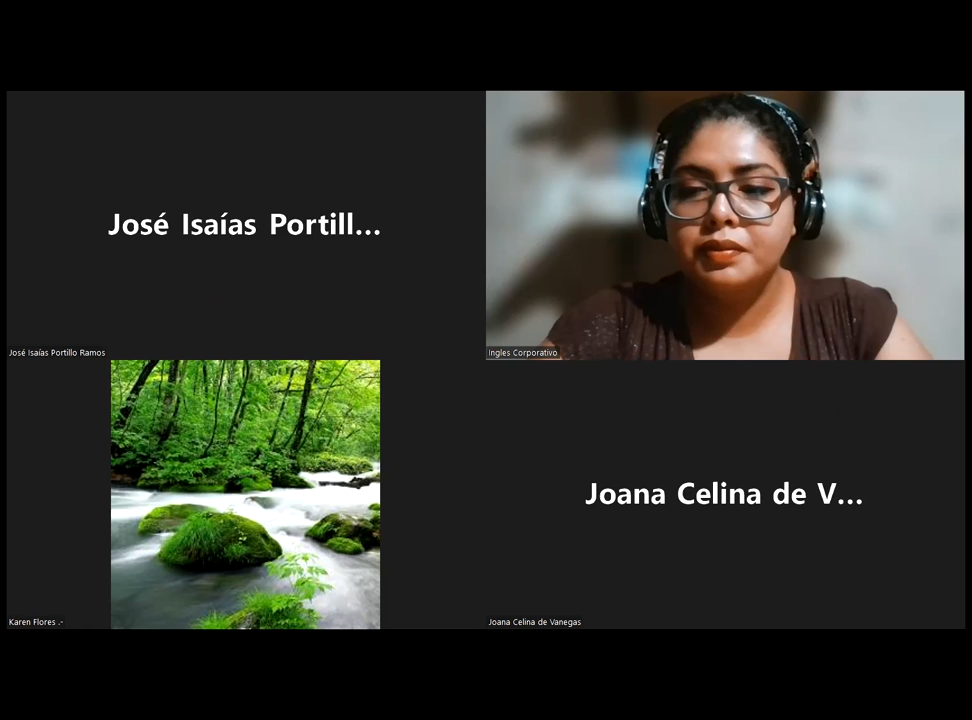 José Isaías Portill...
José Isaías Portillo Ramos
Ingles Corporativo
Karen Flores .-
Joana Celina de V...
Joana Celina de Vanegas